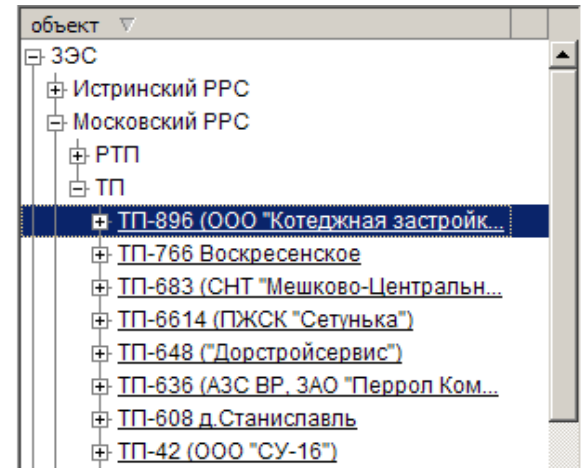 объект
ЗЭС
Истринский РРС
Московский РРС
РТП
ТП
ТП-896 (ООО "Котеджная застройк...
ТП-766 Воскресенское
ТП-683 (СНТ "Мешково-Центральн...
ТП-6614 (ПЖСК "Сетунька")
ТП-648 ("Дорстройсервис")
ТП-636 (АЗС ВР, ЗАО "Перрол Ком...
ТП-608 д.Станиславль
ТП-42 (ООО "СУ-16")